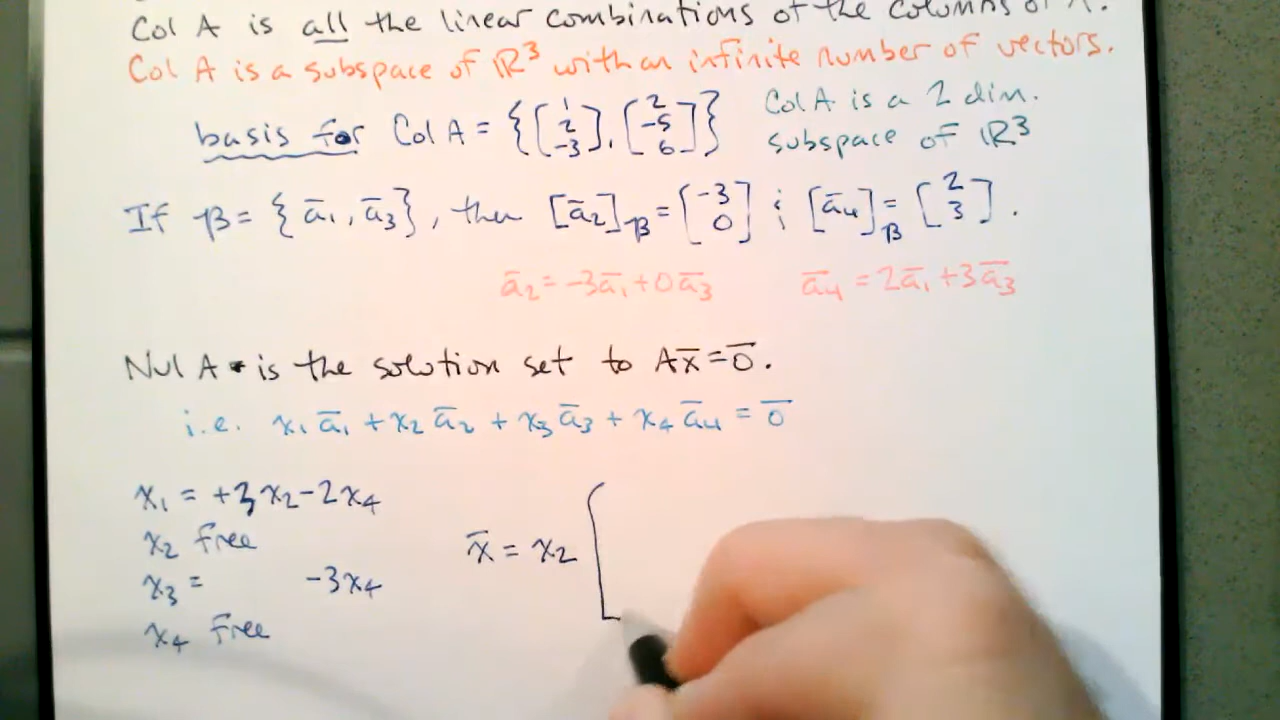 Col A is all the linear combinations of the columns of A.
Col A is a subspace of ℝ³ with an infinite number of vectors.
basis for Col A = {[1 2 -3], [2 -5 6]} Col A is a 2 dim. subspace of ℝ³
If β = {ā₁, ā₃}, then [ā₂]_β = [-3 0] & [ā₄]_β = [2 3].
ā₂ = -3ā₁ + 0ā₃ ā₄ = 2ā₁ + 3ā₃
Nul A is the solution set to Ax̄ = 0̄.
i.e. x₁ā₁ + x₂ā₂ + x₃ā₃ + x₄ā₄ = 0̄
x₁ = +3x₂ - 2x₄
x₂ free
x₃ = -3x₄
x₄ free
x̄ = x₂ [